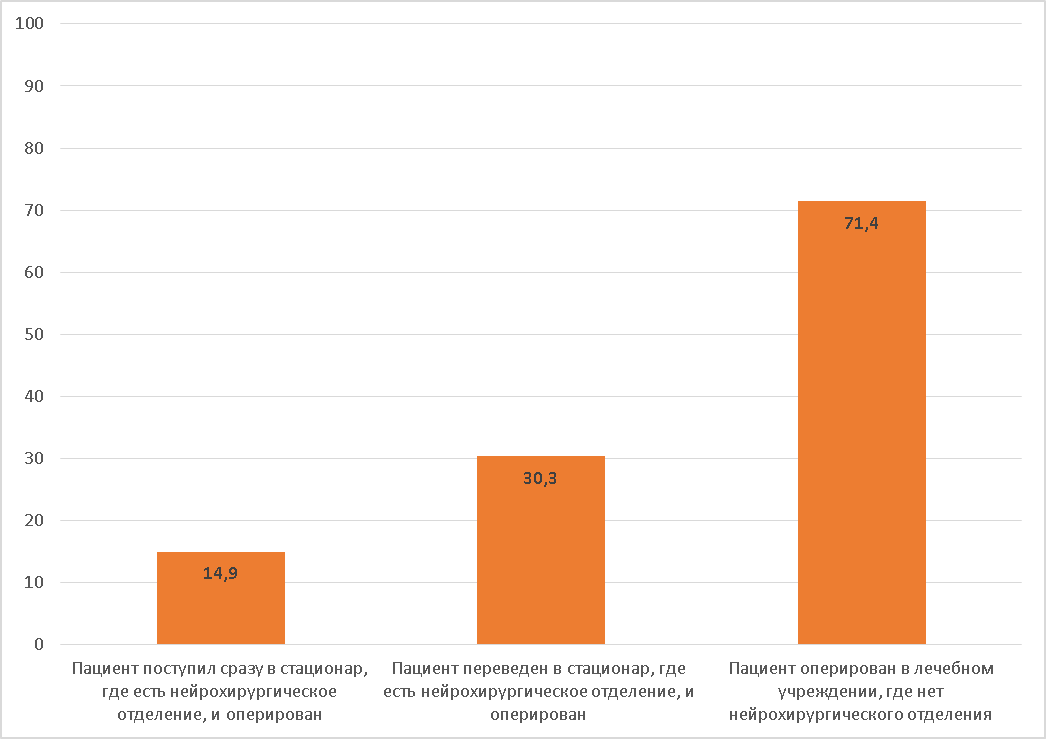 100
90
80
70
60
50
40
30
20
10
0
14,9
30,3
71,4
Пациент поступил сразу в стационар,
где есть нейрохирургическое
отделение, и оперирован
Пациент переведен в стационар, где
есть нейрохирургическое отделение, и
оперирован
Пациент оперирован в лечебном
учреждении, где нет
нейрохирургического отделения